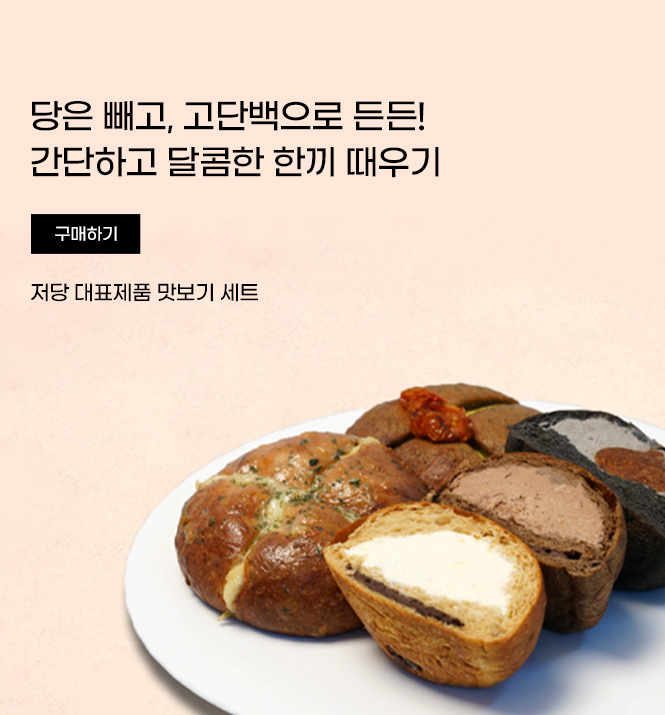 당은 빼고, 고단백으로 든든!
간단하고 달콤한 한끼 때우기
구매하기
저당 대표제품 맛보기 세트